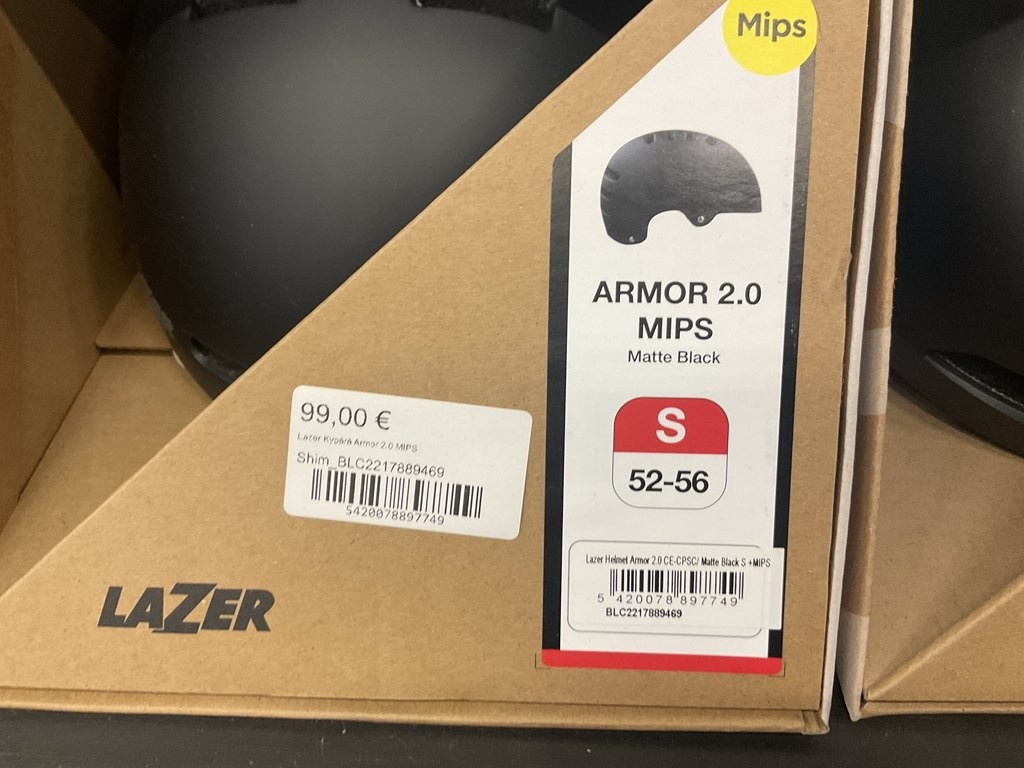 Mips
ARMOR 2.0
MIPS
Matte Black
S
52-56
99,00 €
Lazer Kypärä Armor 2.0 MIPS
Shim_BLC2217889469
5420078897749
Lazer Helmet Armor 2.0 CE-CPSC/ Matte Black S +MIPS
5 420078 897749
BLC2217889469
LAZER